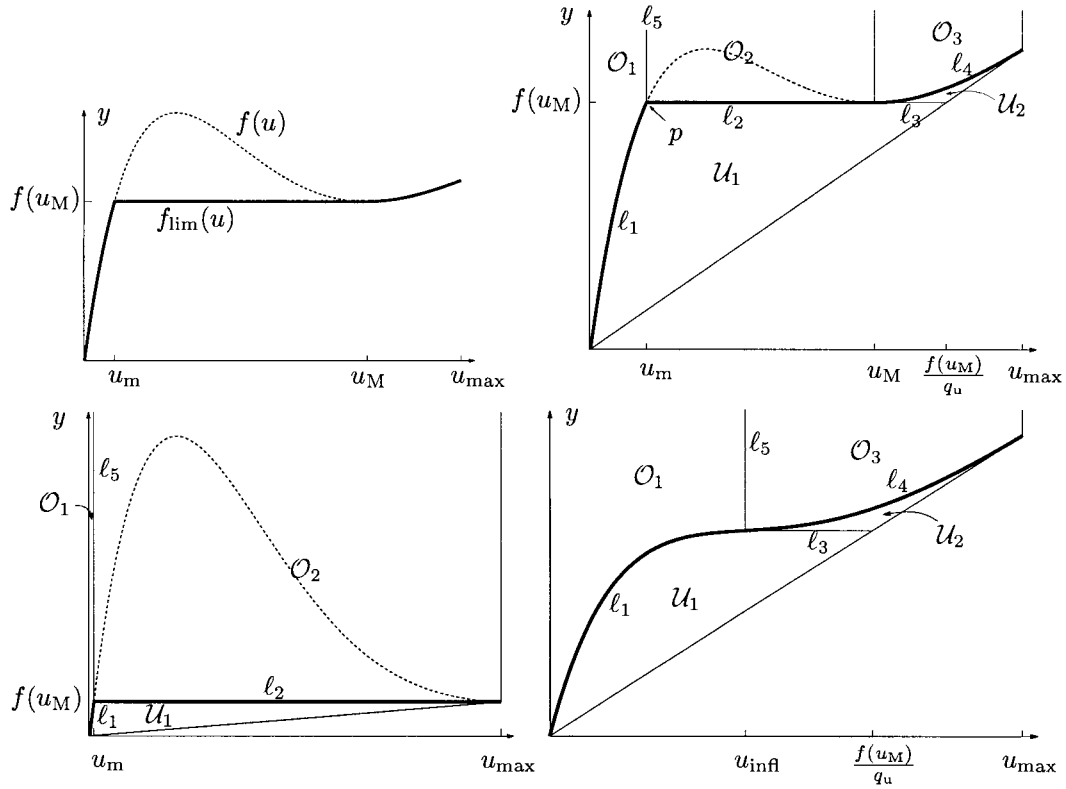 y
f(u)
f(u_M)
f_lim(u)
u_m
u_M
u_max
y
ℓ_5
𝒪_1
𝒪_2
𝒪_3
ℓ_4
f(u_M)
𝒰_2
ℓ_2
ℓ_3
p
𝒰_1
ℓ_1
u_m
u_M
f(u_M)/q_u
u_max
y
ℓ_5
𝒪_1
𝒪_2
f(u_M)
ℓ_2
ℓ_1
𝒰_1
u_m
u_max
y
ℓ_5
𝒪_3
𝒪_1
ℓ_4
ℓ_3
𝒰_2
ℓ_1
𝒰_1
u_infl
f(u_M)/q_u
u_max